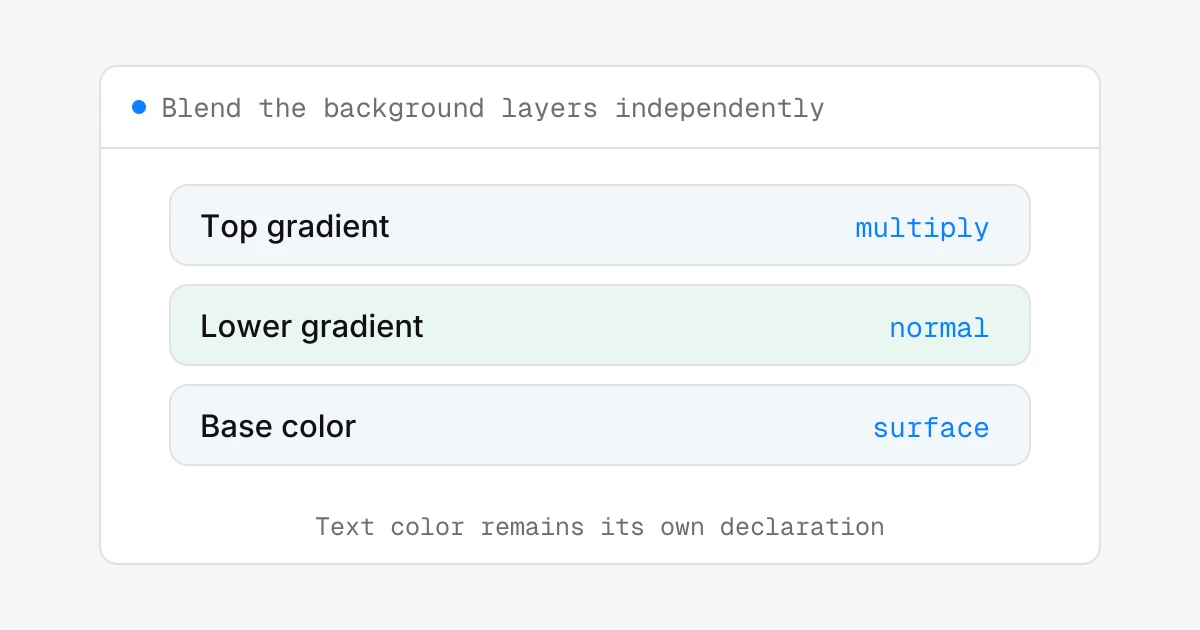 Blend the background layers independently
Top gradient multiply
Lower gradient normal
Base color surface
Text color remains its own declaration